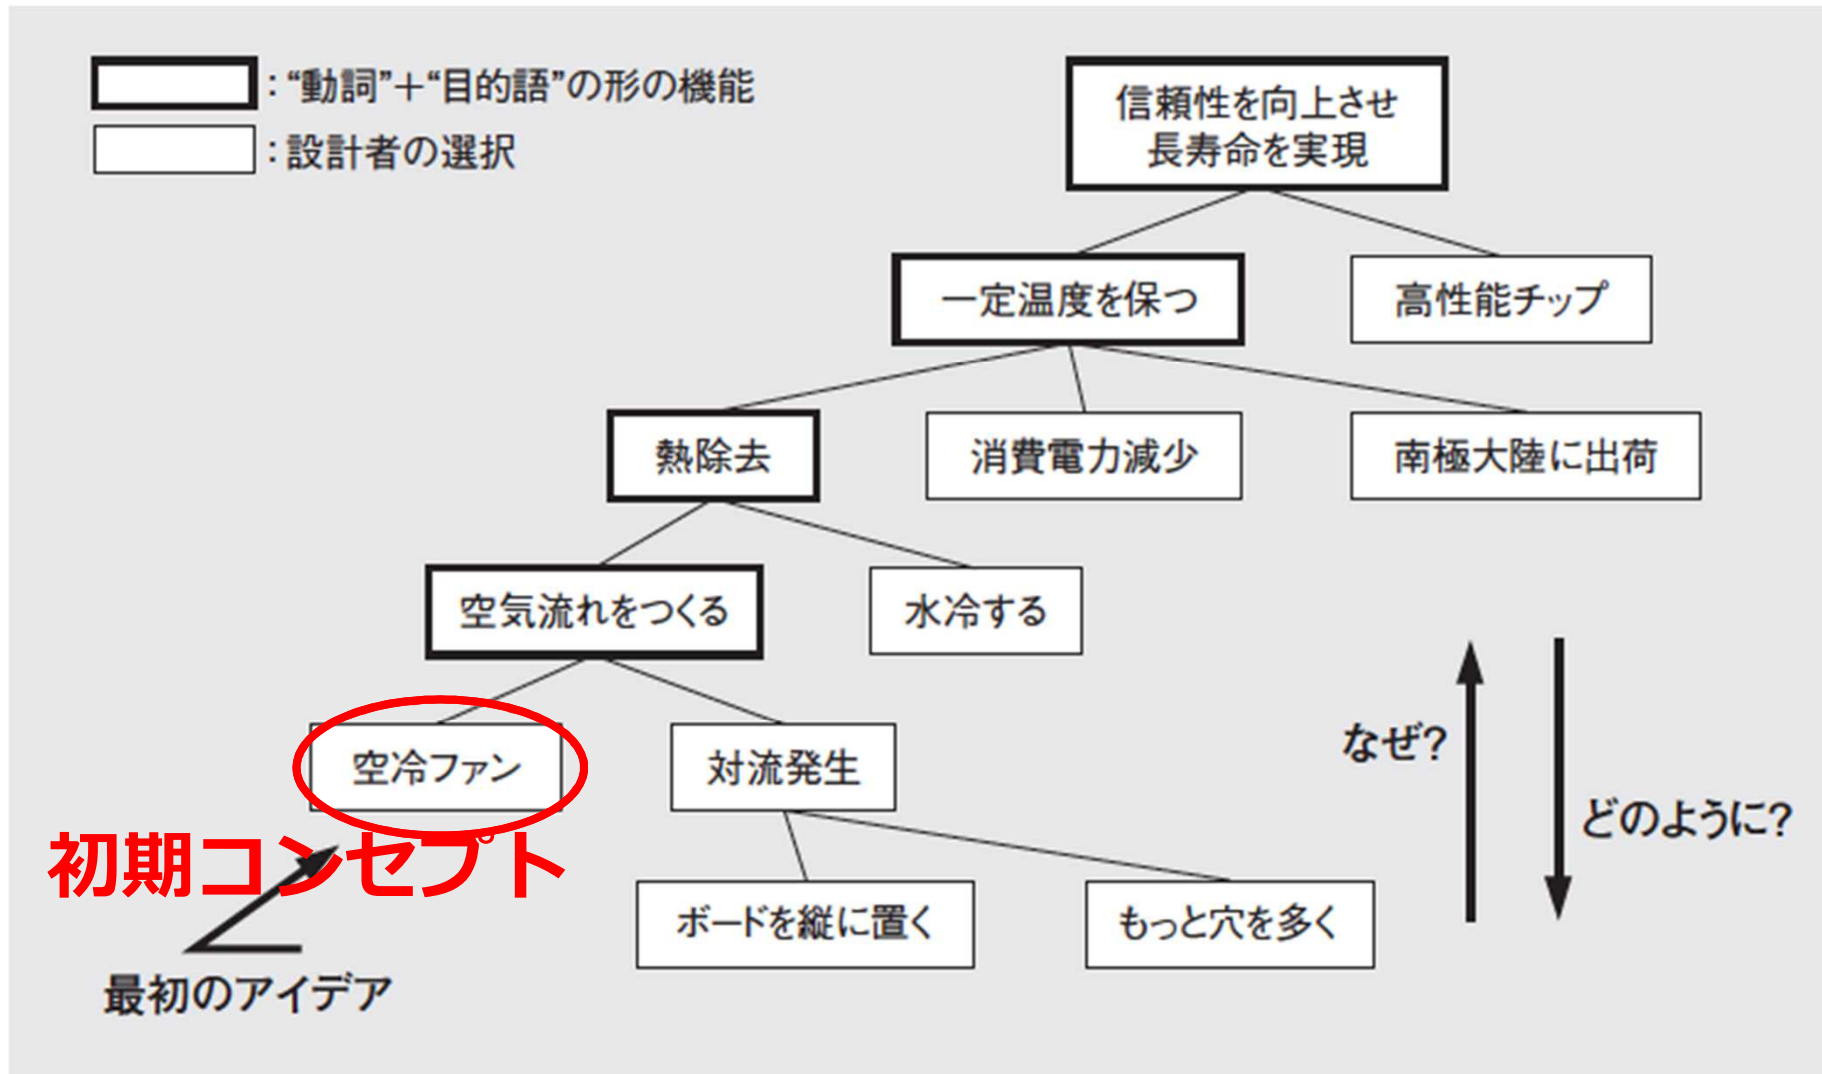 ：“動詞”＋“目的語”の形の機能
：設計者の選択
信頼性を向上させ
長寿命を実現
一定温度を保つ
高性能チップ
熱除去
消費電力減少
南極大陸に出荷
空気流れをつくる
水冷する
空冷ファン
対流発生
なぜ？
どのように？
初期コンセプト
ボードを縦に置く
もっと穴を多く
最初のアイデア